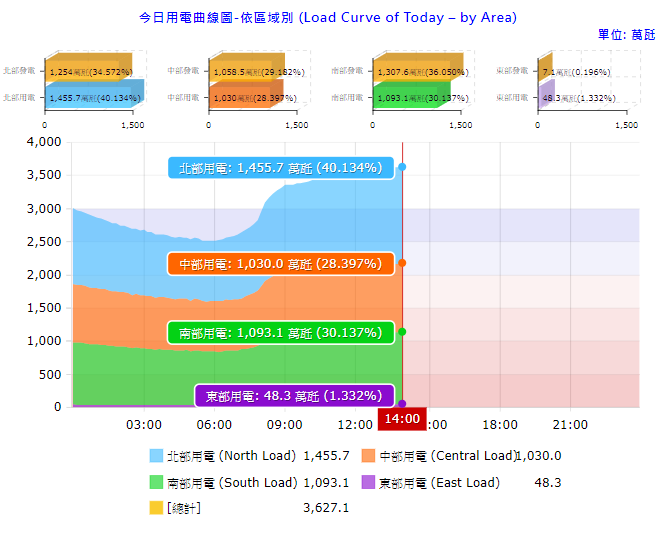 今日用電曲線圖-依區域別 (Load Curve of Today – by Area)
單位: 萬瓩
北部發電 1,254萬瓩(34.572%)
北部用電 1,455.7萬瓩(40.134%)
0 1,500
中部發電 1,058.5萬瓩(29.182%)
中部用電 1,030萬瓩(28.397%)
0 1,500
南部發電 1,307.6萬瓩(36.050%)
南部用電 1,093.1萬瓩(30.137%)
0 1,500
東部發電 7.1萬瓩(0.196%)
東部用電 48.3萬瓩(1.332%)
0 1,500
4,000
3,500
3,000
2,500
2,000
1,500
1,000
500
0
北部用電: 1,455.7 萬瓩 (40.134%)
中部用電: 1,030.0 萬瓩 (28.397%)
南部用電: 1,093.1 萬瓩 (30.137%)
東部用電: 48.3 萬瓩 (1.332%)
03:00 06:00 09:00 12:00 14:00 :00 18:00 21:00
北部用電 (North Load) 1,455.7 中部用電 (Central Load) 1,030.0
南部用電 (South Load) 1,093.1 東部用電 (East Load) 48.3
[總計] 3,627.1